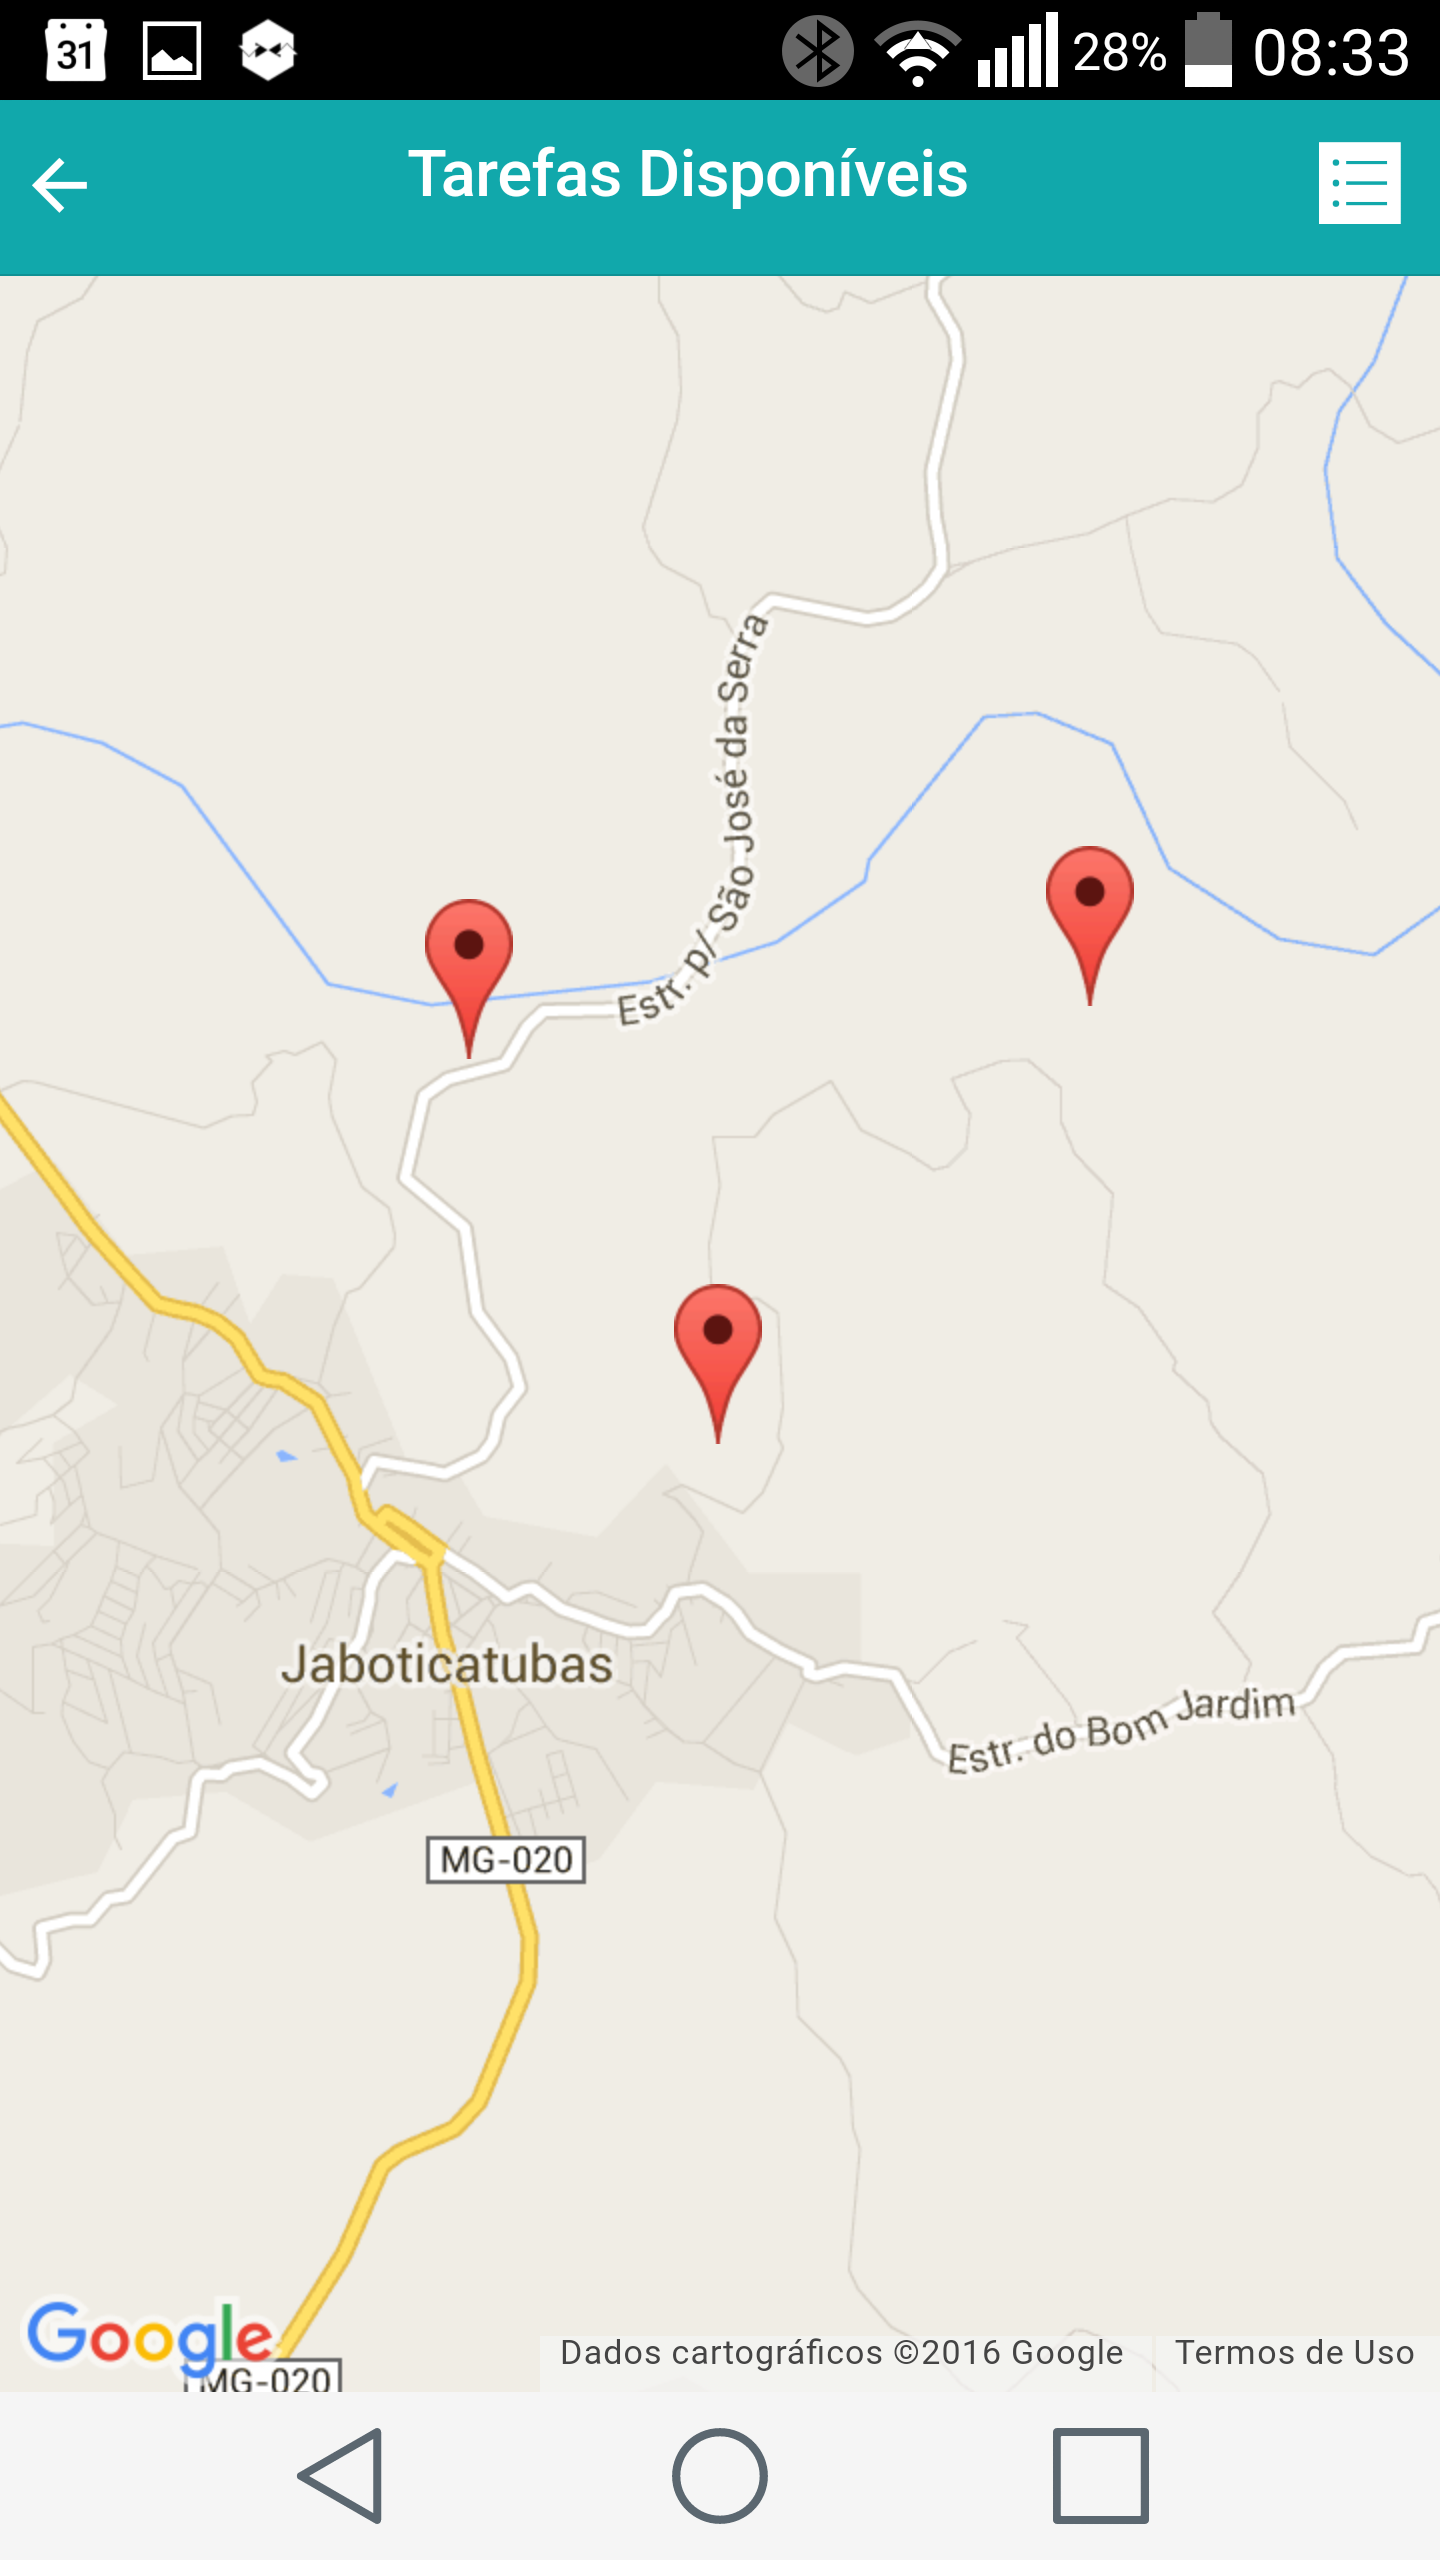 31
28% 08:33
Tarefas Disponíveis
Estr. p/ São José da Serra
Jaboticatubas
Estr. do Bom Jardim
MG-020
Google
MG-020
Dados cartográficos ©2016 Google
Termos de Uso